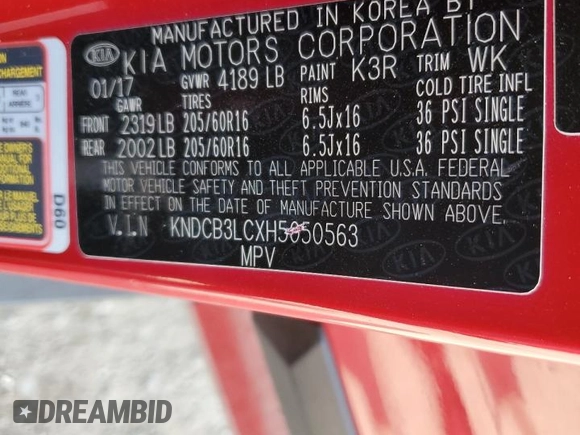 MANUFACTURED IN KOREA BY
KIA KIA MOTORS CORPORATION
01/17 GVWR 4189 LB PAINT K3R TRIM WK
GAWR TIRES RIMS COLD TIRE INFL
FRONT 2319 LB 205/60R16 6.5Jx16 36 PSI SINGLE
REAR 2002 LB 205/60R16 6.5Jx16 36 PSI SINGLE
THIS VEHICLE CONFORMS TO ALL APPLICABLE U.S.A. FEDERAL
MOTOR VEHICLE SAFETY AND THEFT PREVENTION STANDARDS
IN EFFECT ON THE DATE OF MANUFACTURE SHOWN ABOVE.
V.I.N KNDCB3LCXH5050563
MPV
D60
DREAMBID